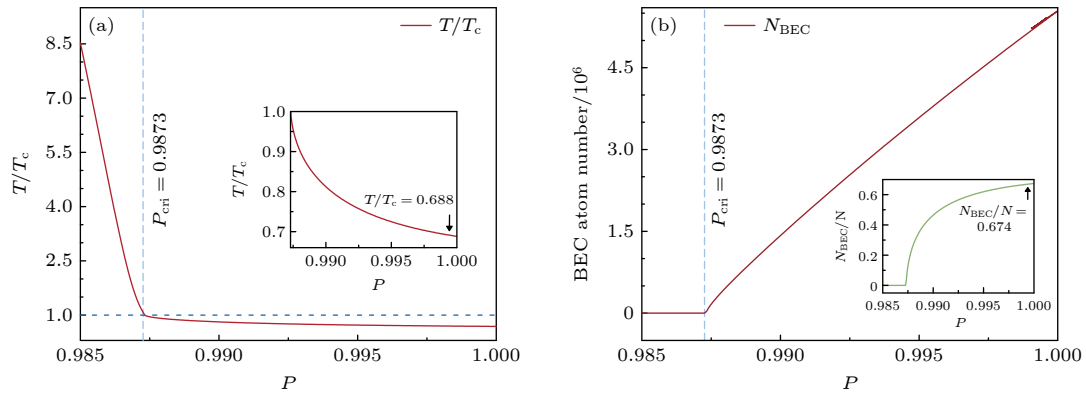 (a)
T/Tc
8.5
7.0
5.5
4.0
2.5
1.0
T/Tc
Pcri = 0.9873
1.0
0.9
0.8
0.7
T/Tc
T/Tc = 0.688
0.990 0.995 1.000
P
0.985 0.990 0.995 1.000
P
(b)
NBEC
4.5
3.0
1.5
0
BEC atom number/10⁶
Pcri = 0.9873
0.6
0.4
0.2
0
NBEC/N
NBEC/N =
0.674
0.985 0.990 0.995 1.000
P
0.985 0.990 0.995 1.000
P